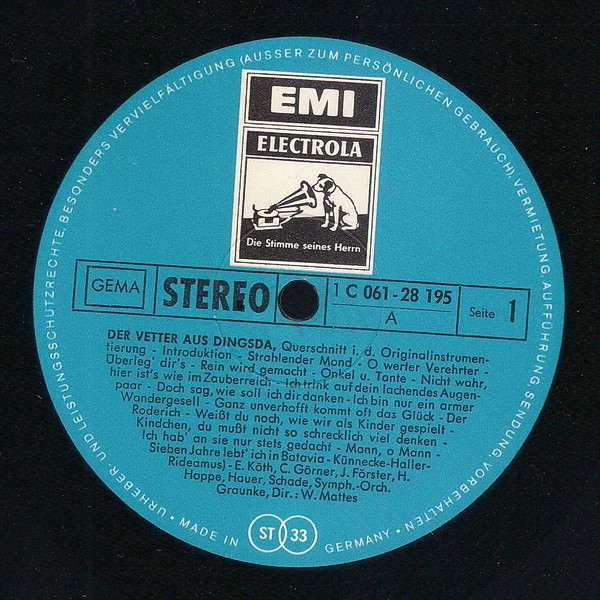 EMI
ELECTROLA
Die Stimme seines Herrn
GEMA
STEREO
1 C 061-28 195
A
Seite 1
DER VETTER AUS DINGSDA, Querschnitt i. d. Originalinstrumen-
tierung - Introduktion - Strahlender Mond - O werter Verehrter -
Überleg' dir's - Rein wird gemacht - Onkel u. Tante - Nicht wahr,
hier ist's wie im Zauberreich - Ich trink auf dein lachendes Augen-
paar - Doch sag, wie soll ich dir danken - Ich bin nur ein armer
Wandergesell - Ganz unverhofft kommt oft das Glück - Der
Roderich - Weißt du noch, wie wir als Kinder gespielt -
Kindchen, du mußt nicht so schrecklich viel denken -
Ich hab' an sie nur stets gedacht - Mann, o Mann -
Sieben Jahre lebt' ich in Batavia - Künnecke-Haller-
Rideamus) - E. Köth, C. Görner, J. Förster, H.
Hoppe, Hauer, Schade, Symph.-Orch.
Graunke, Dir.: W. Mattes
ST 33
URHEBER- UND LEISTUNGSSCHUTZRECHTE, BESONDERS VERVIELFÄLTIGUNG (AUSSER ZUM PERSÖNLICHEN GEBRAUCH), VERMIETUNG, AUFFÜHRUNG, SENDUNG VORBEHALTEN
• MADE IN GERMANY •